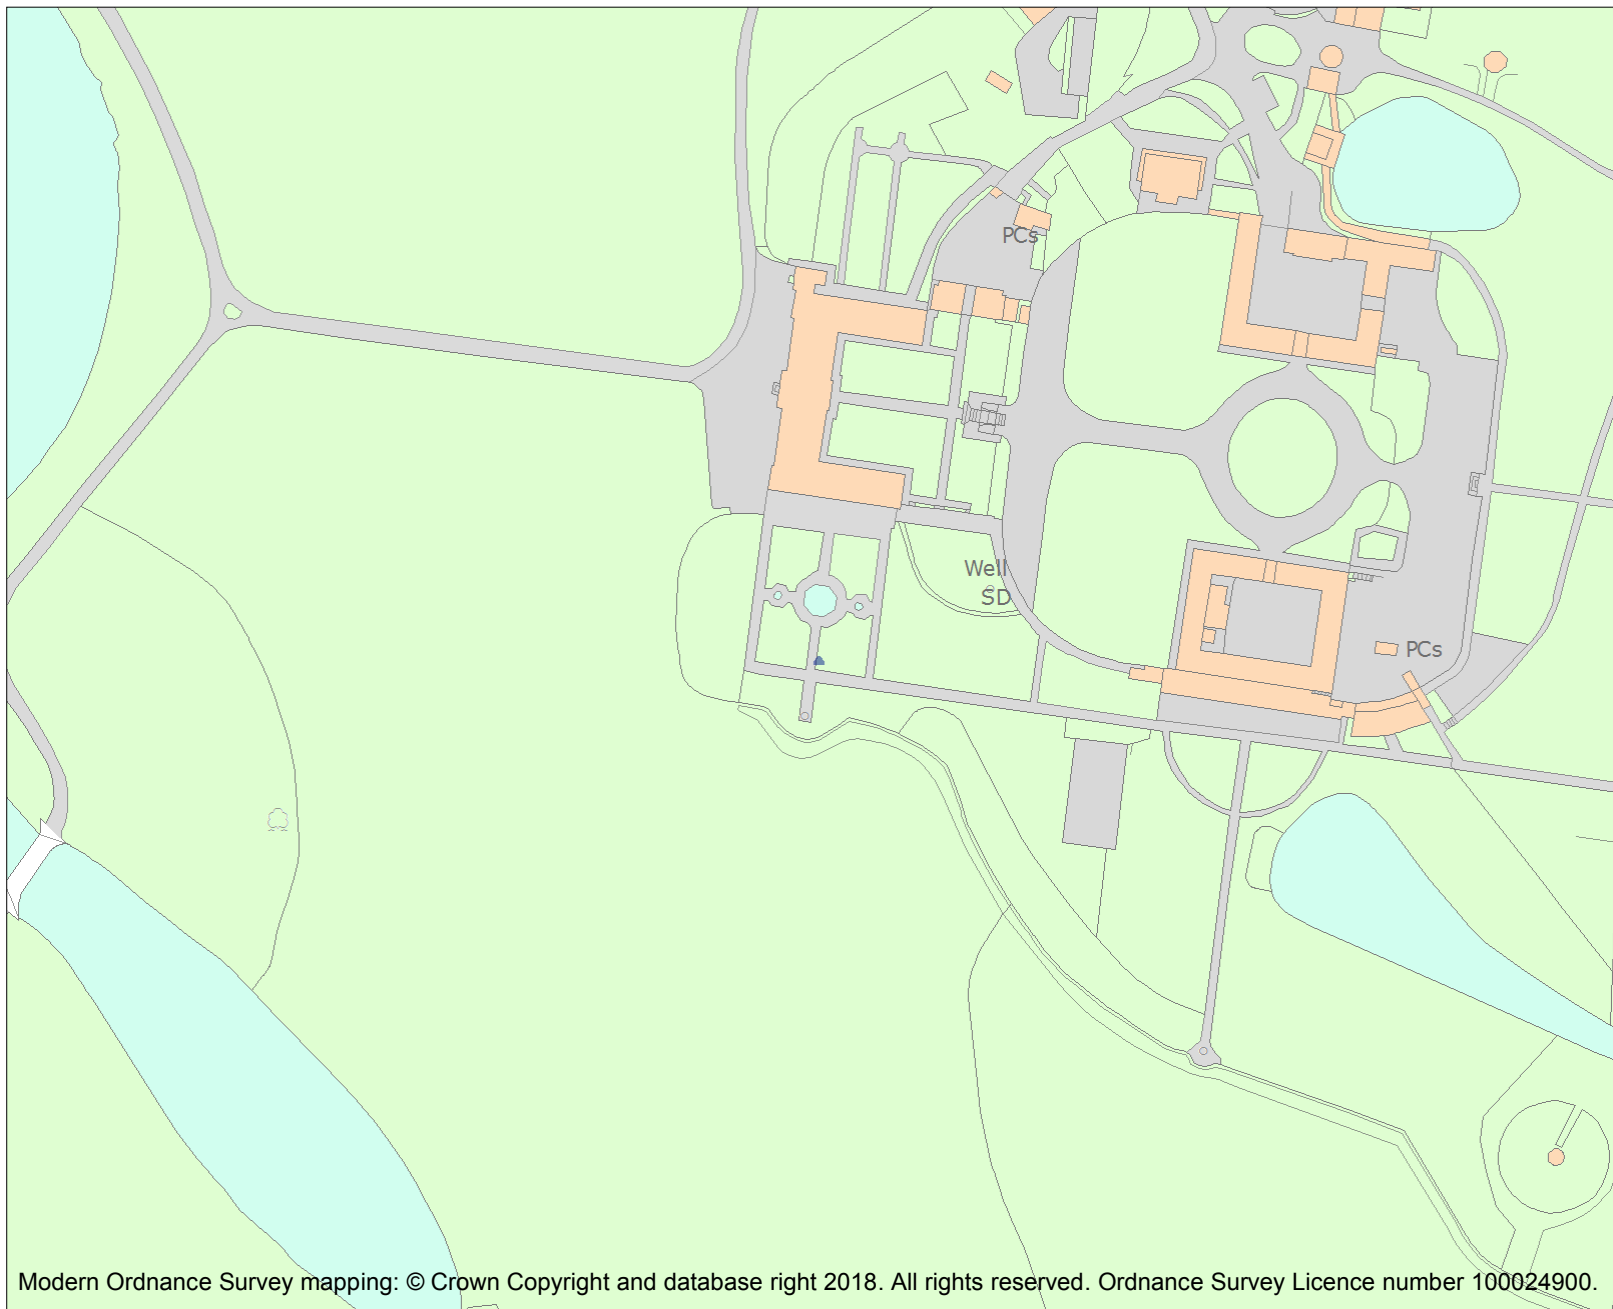 PCs
Well
SD
PCs
Modern Ordnance Survey mapping: © Crown Copyright and database right 2018. All rights reserved. Ordnance Survey Licence number 100024900.